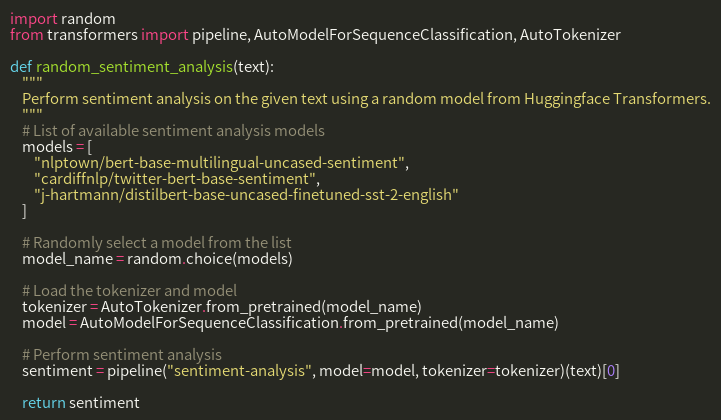 import random
from transformers import pipeline, AutoModelForSequenceClassification, AutoTokenizer
def random_sentiment_analysis(text):
"""
Perform sentiment analysis on the given text using a random model from Huggingface Transformers.
"""
# List of available sentiment analysis models
models = [
"nlptown/bert-base-multilingual-uncased-sentiment",
"cardiffnlp/twitter-bert-base-sentiment",
"j-hartmann/distilbert-base-uncased-finetuned-sst-2-english"
]
# Randomly select a model from the list
model_name = random.choice(models)
# Load the tokenizer and model
tokenizer = AutoTokenizer.from_pretrained(model_name)
model = AutoModelForSequenceClassification.from_pretrained(model_name)
# Perform sentiment analysis
sentiment = pipeline("sentiment-analysis", model=model, tokenizer=tokenizer)(text)[0]
return sentiment